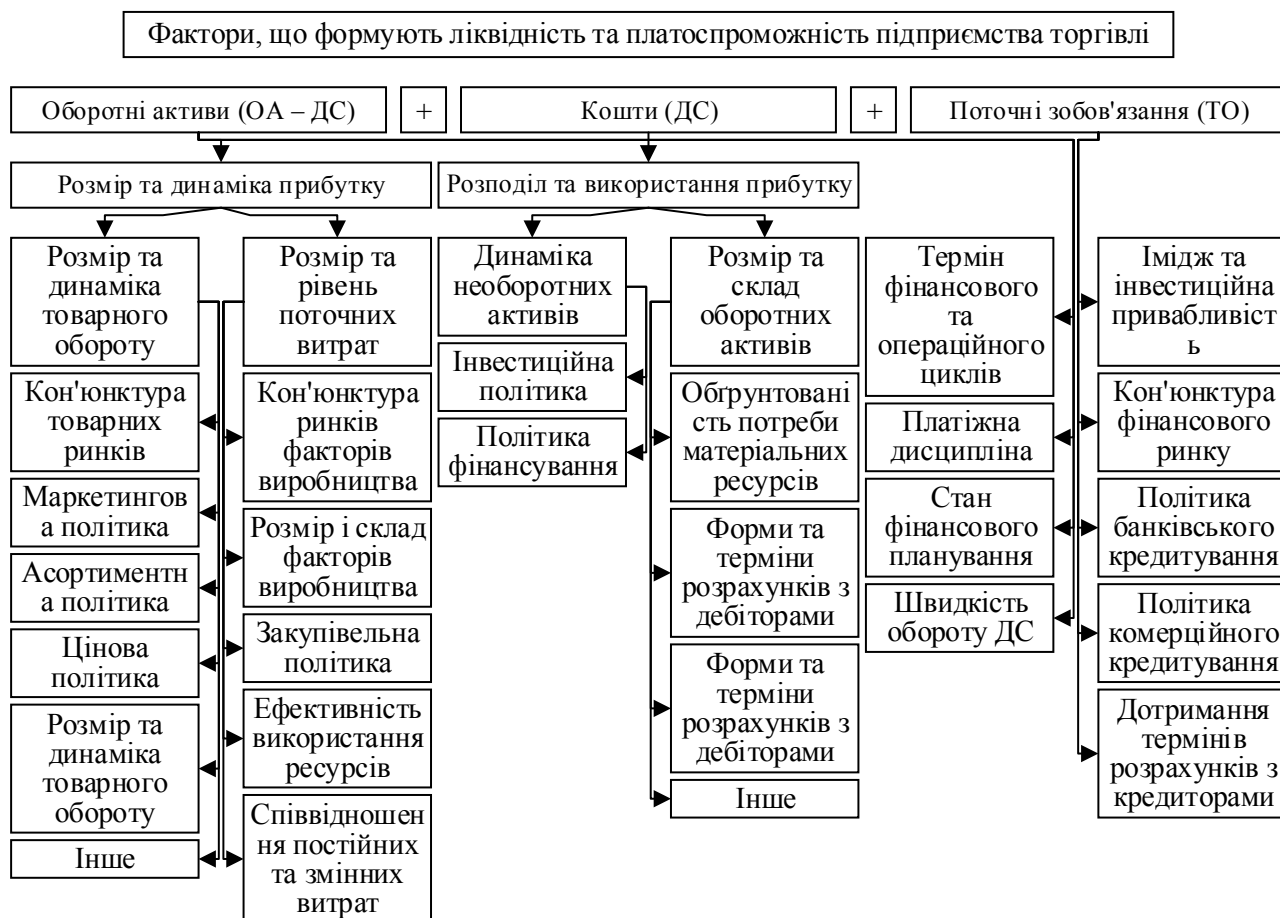 Фактори, що формують ліквідність та платоспроможність підприємства торгівлі
Оборотні активи (ОА – ДС)
+
Кошти (ДС)
+
Поточні зобов'язання (ТО)
Розмір та динаміка прибутку
Розподіл та використання прибутку
Розмір та
динаміка
товарного
обороту
Кон'юнктура
товарних
ринків
Маркетингов
а політика
Асортиментн
а політика
Цінова
політика
Розмір та
динаміка
товарного
обороту
Інше
Розмір та
рівень
поточних
витрат
Кон'юнктура
ринків
факторів
виробництва
Розмір і склад
факторів
виробництва
Закупівельна
політика
Ефективність
використання
ресурсів
Співвідношен
ня постійних
та змінних
витрат
Динаміка
необоротних
активів
Інвестиційна
політика
Політика
фінансування
Розмір та
склад
оборотних
активів
Обґрунтовані
сть потреби
матеріальних
ресурсів
Форми та
терміни
розрахунків з
дебіторами
Форми та
терміни
розрахунків з
дебіторами
Інше
Термін
фінансового
та
операційного
циклів
Платіжна
дисципліна
Стан
фінансового
планування
Швидкість
обороту ДС
Імідж та
інвестиційна
привабливіст
ь
Кон'юктура
фінансового
ринку
Політика
банківського
кредитування
Політика
комерційного
кредитування
Дотримання
термінів
розрахунків з
кредиторами